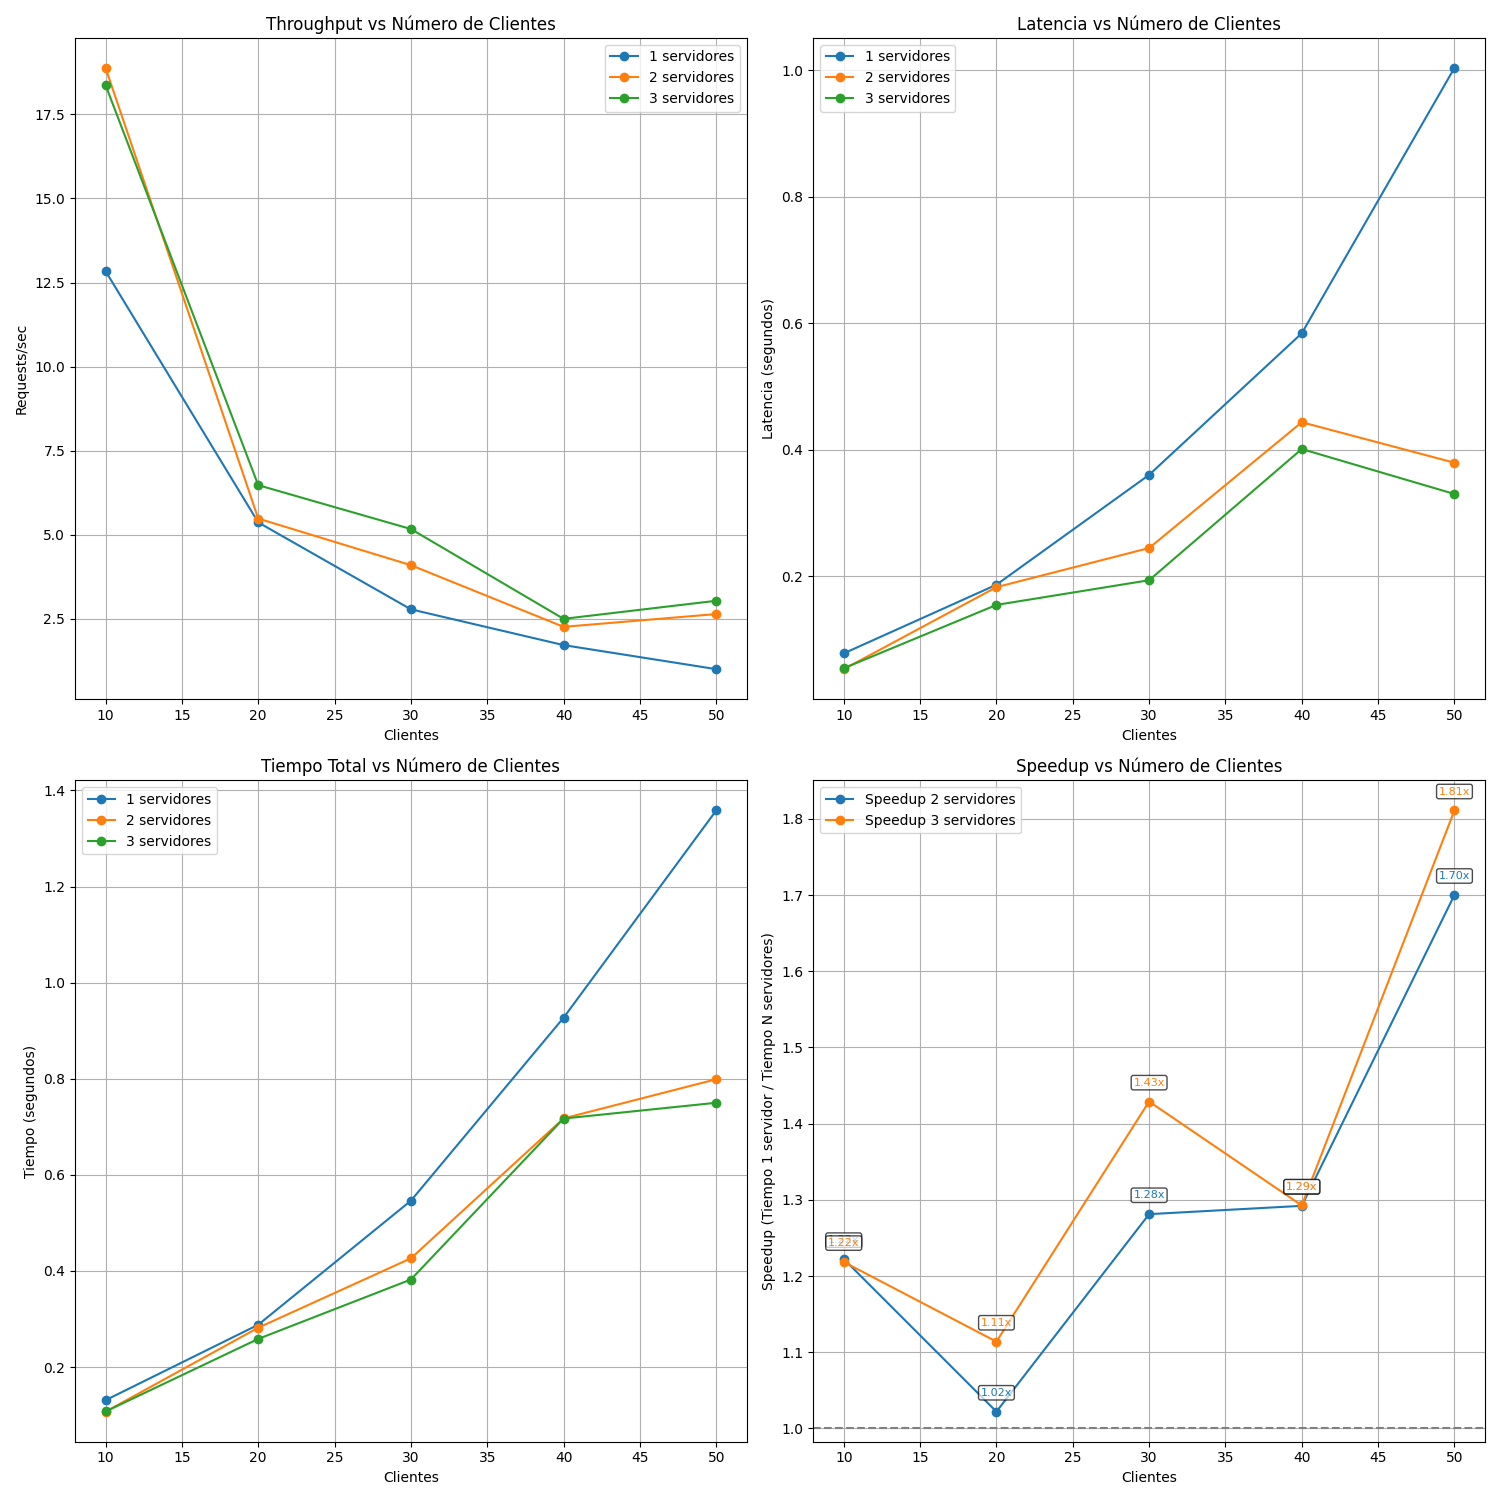 Throughput vs Número de Clientes
1 servidores
2 servidores
3 servidores
17.5
15.0
12.5
10.0
7.5
5.0
2.5
Requests/sec
10 15 20 25 30 35 40 45 50
Clientes
Latencia vs Número de Clientes
1 servidores
2 servidores
3 servidores
1.0
0.8
0.6
0.4
0.2
Latencia (segundos)
10 15 20 25 30 35 40 45 50
Clientes
Tiempo Total vs Número de Clientes
1 servidores
2 servidores
3 servidores
1.4
1.2
1.0
0.8
0.6
0.4
0.2
Tiempo (segundos)
10 15 20 25 30 35 40 45 50
Clientes
Speedup vs Número de Clientes
Speedup 2 servidores
Speedup 3 servidores
1.8
1.7
1.6
1.5
1.4
1.3
1.2
1.1
1.0
Speedup (Tiempo 1 servidor / Tiempo N servidores)
1.81x
1.70x
1.43x
1.28x
1.29x
1.22x
1.11x
1.02x
10 15 20 25 30 35 40 45 50
Clientes